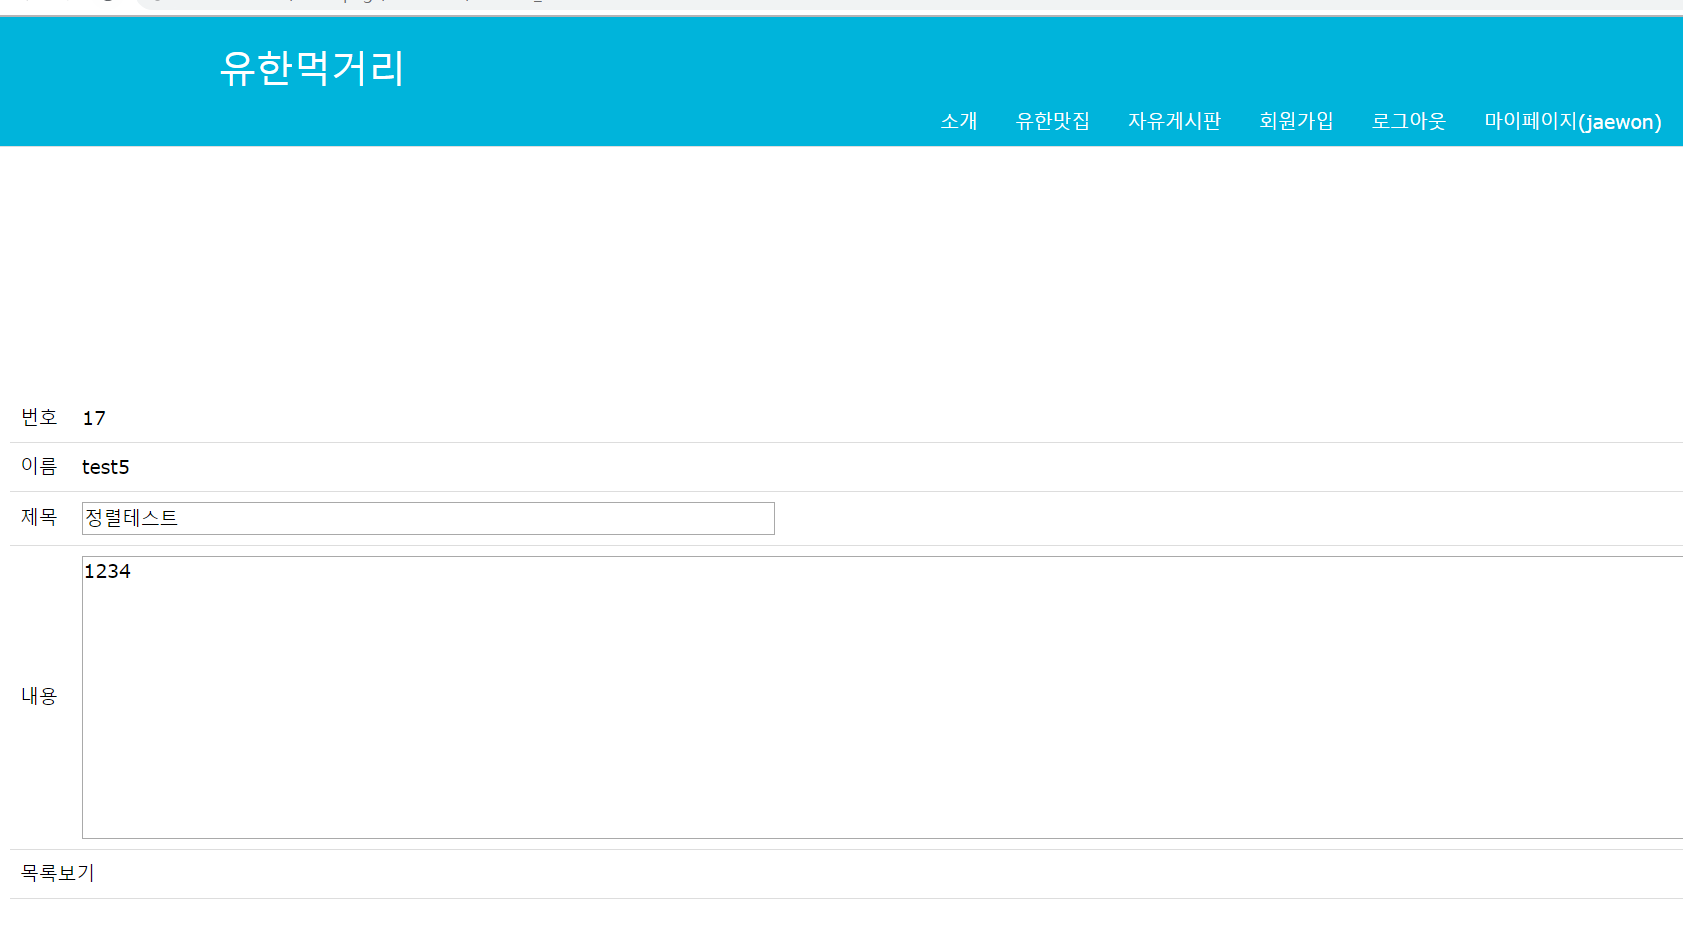 유한먹거리
소개 유한맛집 자유게시판 회원가입 로그아웃 마이페이지(jaewon)
번호 17
이름 test5
제목 정렬테스트
1234
내용
목록보기